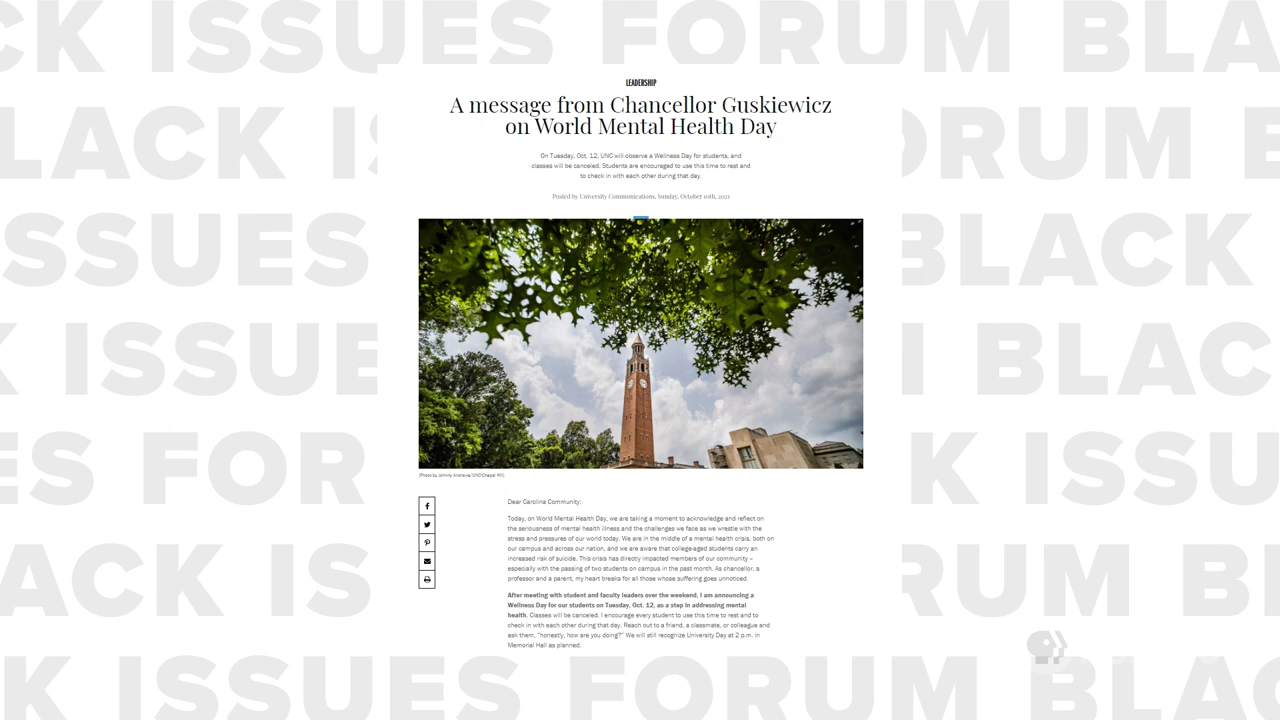 CK ISSUES FORUM BLA
LEADERSHIP
A message from Chancellor Guskiewicz
on World Mental Health Day
LACK IS
ORUM B
On Tuesday, Oct. 12, UNC will observe a Wellness Day for students, and
classes will be canceled. Students are encouraged to use this time to rest and
to check in with each other during that day.
Posted by University Communications, Sunday, October 10th, 2021
SSUES
BLACK
K ISSUE
BLAC
ES FOR
K ISSU
(Photo by Johnny Andrews/UNC-Chapel Hill)
Dear Carolina Community:
Today, on World Mental Health Day, we are taking a moment to acknowledge and reflect on
the seriousness of mental health illness and the challenges we face as we wrestle with the
stress and pressures of our world today. We are in the middle of a mental health crisis, both on
our campus and across our nation, and we are aware that college-aged students carry an
increased risk of suicide. This crisis has directly impacted members of our community –
especially with the passing of two students on campus in the past month. As chancellor, a
professor and a parent, my heart breaks for all those whose suffering goes unnoticed.
ACK IS
RUM B
After meeting with student and faculty leaders over the weekend, I am announcing a
Wellness Day for our students on Tuesday, Oct. 12, as a step in addressing mental
health. Classes will be canceled. I encourage every student to use this time to rest and to
check in with each other during that day. Reach out to a friend, a classmate, or colleague and
ask them, "honestly, how are you doing?" We will still recognize University Day at 2 p.m. in
Memorial Hall as planned.
K ISSUES FORUM BLAC